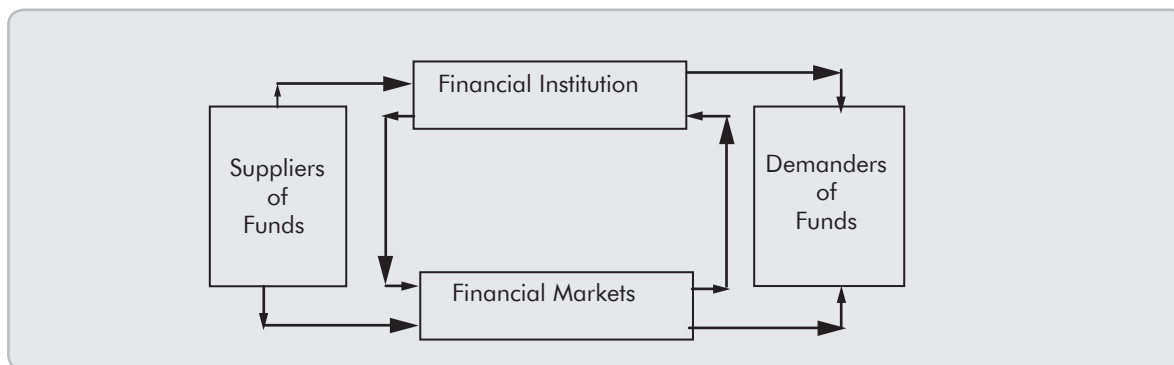 Financial Institution
Suppliers
of
Funds
Demanders
of
Funds
Financial Markets